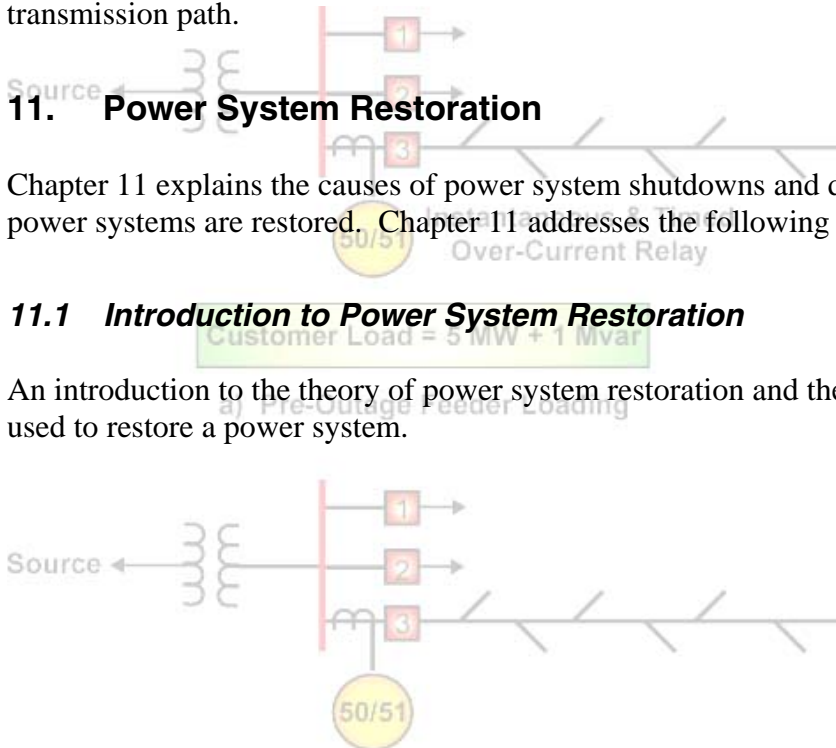 transmission path.
1
Source
2
11. Power System Restoration
3
Chapter 11 explains the causes of power system shutdowns and
power systems are restored. Chapter 11 addresses the following
50/51
Instantaneous & Timed
Over-Current Relay
11.1 Introduction to Power System Restoration
Customer Load = 5 MW + 1 Mvar
An introduction to the theory of power system restoration and the
a) Pre-Outage Feeder Loading
used to restore a power system.
1
Source
2
3
50/51